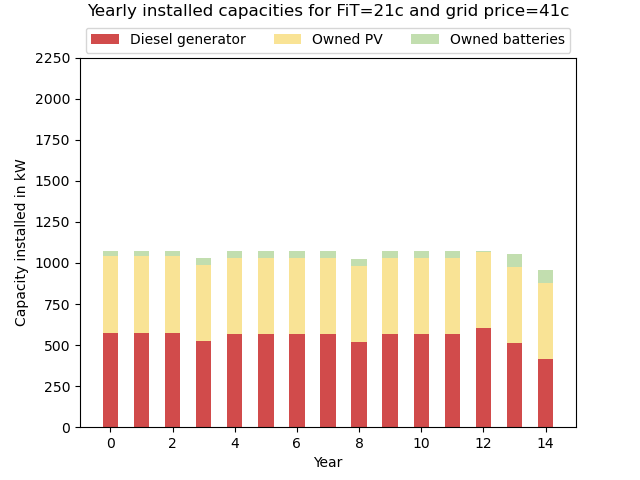 Yearly installed capacities for FiT=21c and grid price=41c
Diesel generator Owned PV Owned batteries
2250
2000
1750
1500
1250
1000
750
500
250
0
Capacity installed in kW
0 2 4 6 8 10 12 14
Year